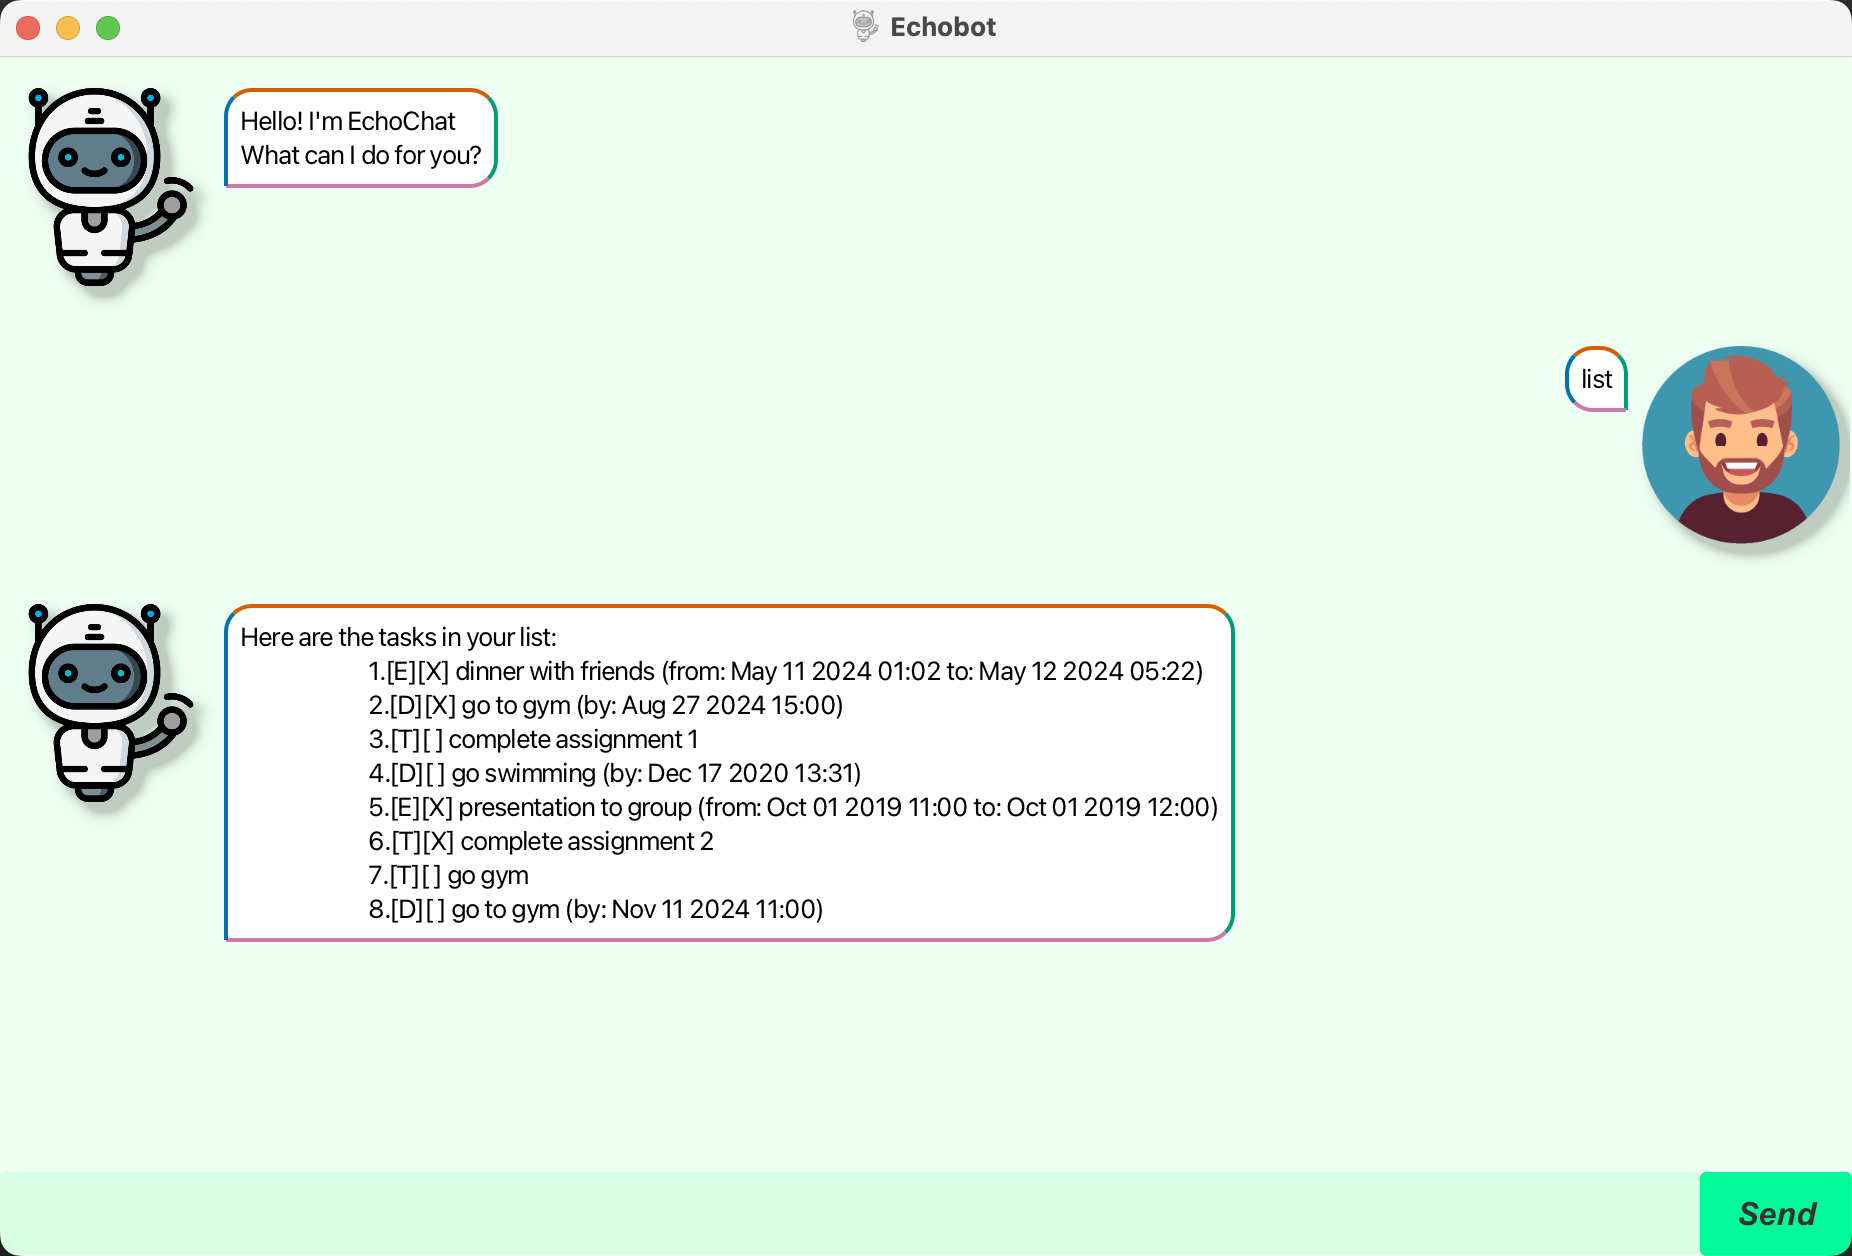 Echobot
Hello! I'm EchoChat
What can I do for you?
list
Here are the tasks in your list:
1.[E][X] dinner with friends (from: May 11 2024 01:02 to: May 12 2024 05:22)
2.[D][X] go to gym (by: Aug 27 2024 15:00)
3.[T][ ] complete assignment 1
4.[D][ ] go swimming (by: Dec 17 2020 13:31)
5.[E][X] presentation to group (from: Oct 01 2019 11:00 to: Oct 01 2019 12:00)
6.[T][X] complete assignment 2
7.[T][ ] go gym
8.[D][ ] go to gym (by: Nov 11 2024 11:00)
Send